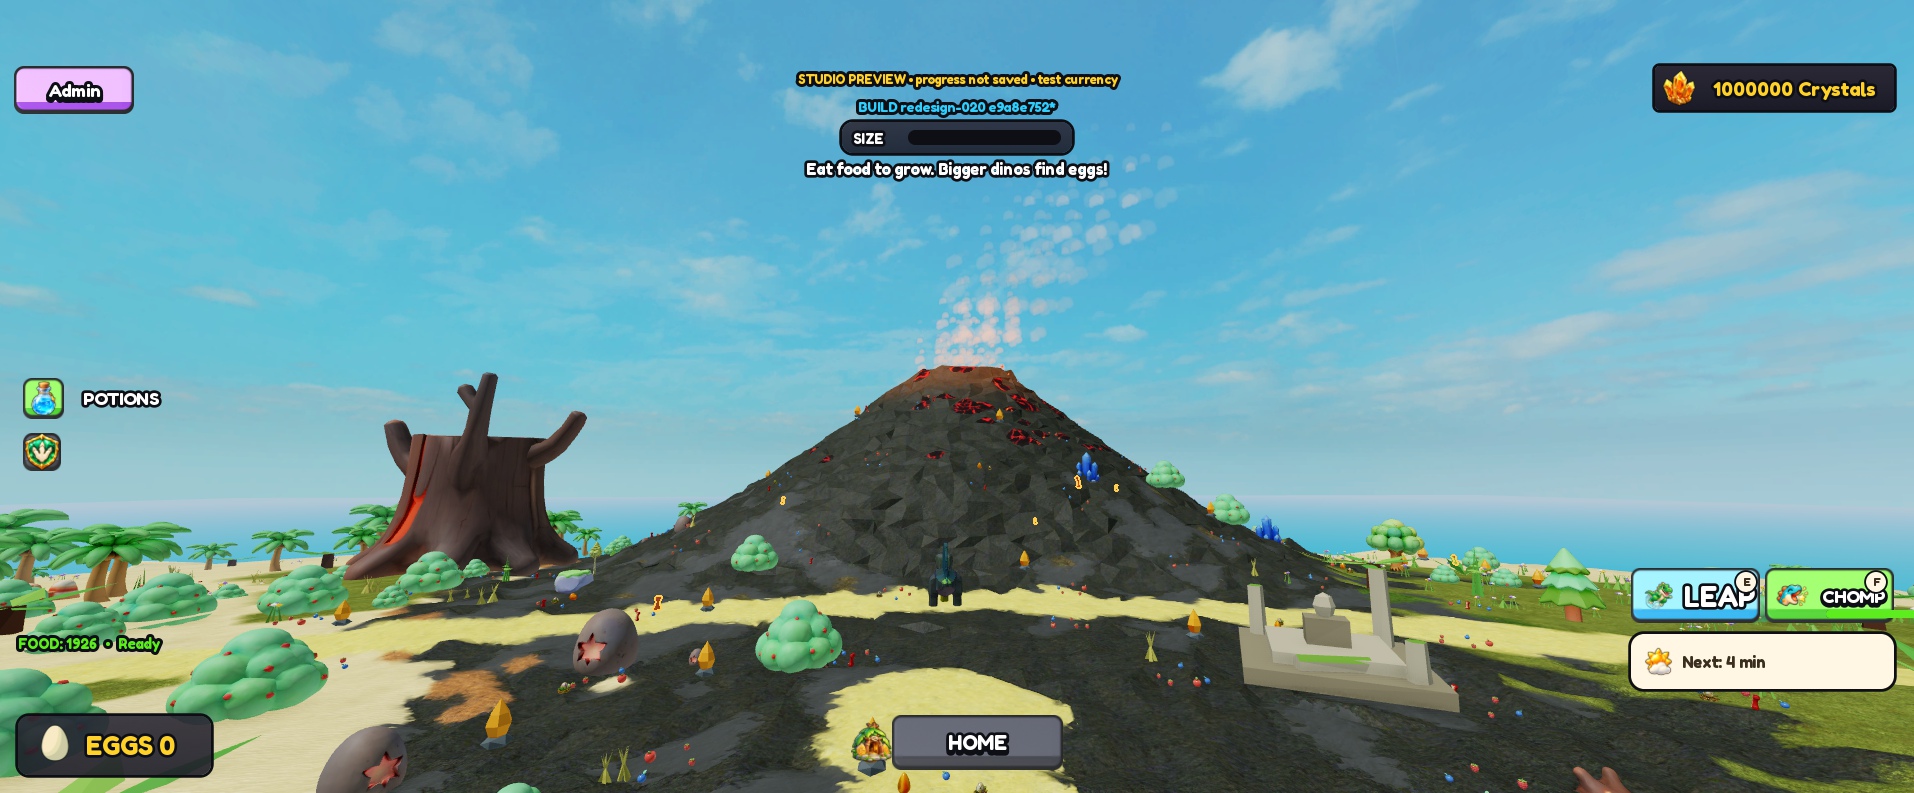 Admin
STUDIO PREVIEW • progress not saved • test currency
BUILD redesign-020 e9a8e752*
SIZE
Eat food to grow. Bigger dinos find eggs!
1000000 Crystals
POTIONS
LEAP E
CHOMP F
FOOD: 1926 • Ready
Next: 4 min
EGGS 0
HOME